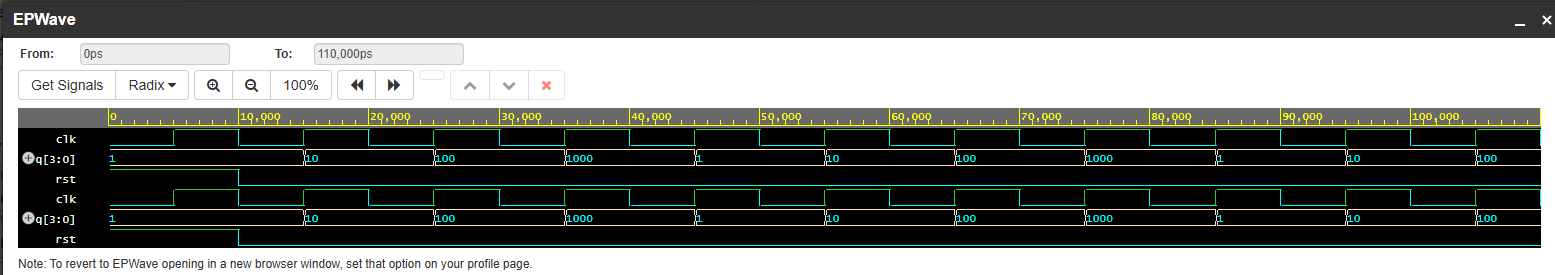 EPWave
From: 0ps To: 110,000ps
Get Signals Radix 100%
0 10,000 20,000 30,000 40,000 50,000 60,000 70,000 80,000 90,000 100,000
clk
q[3:0] 1 10 100 1000 1 10 100 1000 1 10 100
rst
clk
q[3:0] 1 10 100 1000 1 10 100 1000 1 10 100
rst
Note: To revert to EPWave opening in a new browser window, set that option on your profile page.